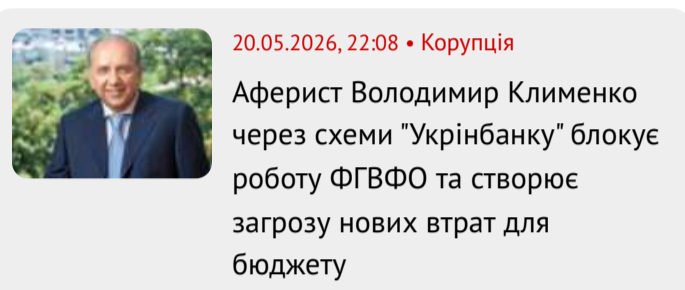 20.05.2026, 22:08 • Корупція
Аферист Володимир Клименко
через схеми "Укрінбанку" блокує
роботу ФГВФО та створює
загрозу нових втрат для
бюджету